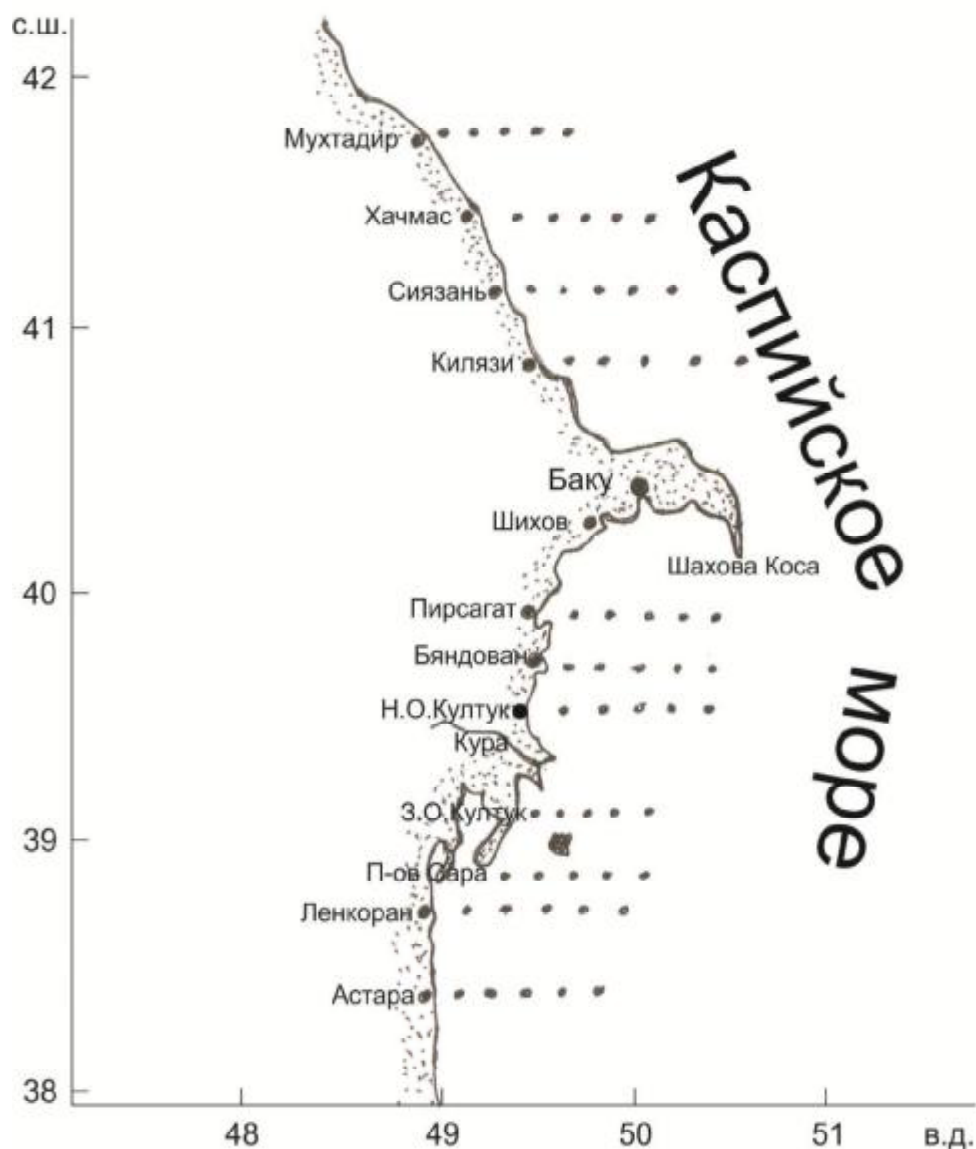 с.ш.
42
Мухтадир
Хачмас
Сиязань
41
Килязи
Каспийское
море
Баку
Шихов
Шахова Коса
40
Пирсагат
Бяндован
Н.О.Култук
Кура
З.О.Култук
39
П-ов Сара
Ленкоран
Астара
38
48 49 50 51 в.д.